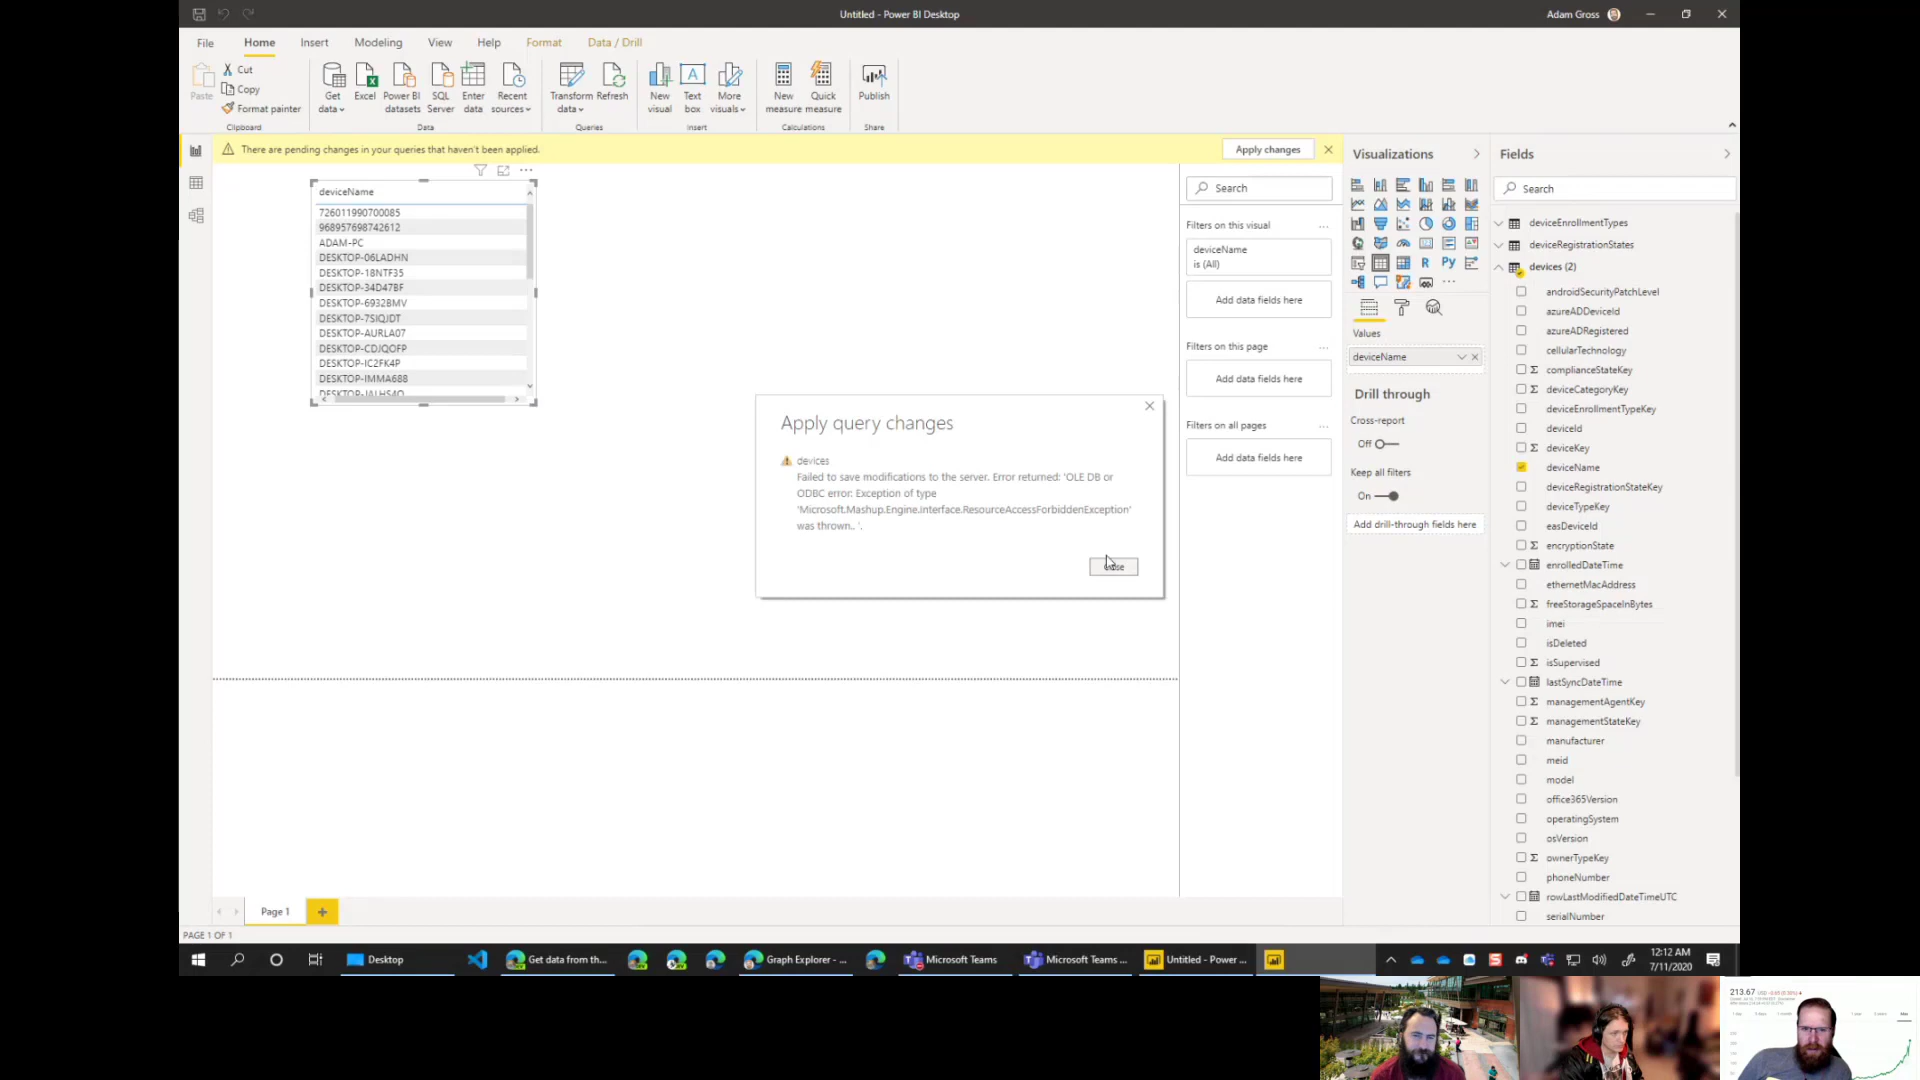 Untitled - Power BI Desktop
Adam Gross
File
Home
Insert
Modeling
View
Help
Format
Data / Drill
Paste
Cut
Copy
Format painter
Clipboard
Get data
Excel
Power BI datasets
SQL Server
Enter data
Recent sources
Data
Transform data
Refresh
Queries
New visual
Text box
More visuals
Insert
New measure
Quick measure
Calculations
Publish
Share
There are pending changes in your queries that haven't been applied.
Apply changes
deviceName
726011990700085
968957698742612
ADAM-PC
DESKTOP-06LADHN
DESKTOP-18NTF35
DESKTOP-34D47BF
DESKTOP-6932BMV
DESKTOP-7SIQJDT
DESKTOP-AURLA07
DESKTOP-CDJQOFP
DESKTOP-IC2FK4P
DESKTOP-IMMA688
DESKTOP-JALHS4O
Apply query changes
devices
Failed to save modifications to the server. Error returned: 'OLE DB or
ODBC error: Exception of type
'Microsoft.Mashup.Engine.Interface.ResourceAccessForbiddenException'
was thrown.. '.
Close
Search
Filters on this visual
deviceName
is (All)
Add data fields here
Filters on this page
Add data fields here
Filters on all pages
Add data fields here
Visualizations
R
Py
Values
deviceName
Drill through
Cross-report
Off
Keep all filters
On
Add drill-through fields here
Fields
Search
deviceEnrollmentTypes
deviceRegistrationStates
devices (2)
androidSecurityPatchLevel
azureADDeviceId
azureADRegistered
cellularTechnology
complianceStateKey
deviceCategoryKey
deviceEnrollmentTypeKey
deviceId
deviceKey
deviceName
deviceRegistrationStateKey
deviceTypeKey
easDeviceId
encryptionState
enrolledDateTime
ethernetMacAddress
freeStorageSpaceInBytes
imei
isDeleted
isSupervised
lastSyncDateTime
managementAgentKey
managementStateKey
manufacturer
meid
model
office365Version
operatingSystem
osVersion
ownerTypeKey
phoneNumber
rowLastModifiedDateTimeUTC
serialNumber
Page 1
PAGE 1 OF 1
Desktop
Get data from th...
Graph Explorer - ...
Microsoft Teams
Microsoft Teams ...
Untitled - Power ...
12:12 AM
7/11/2020
213.67